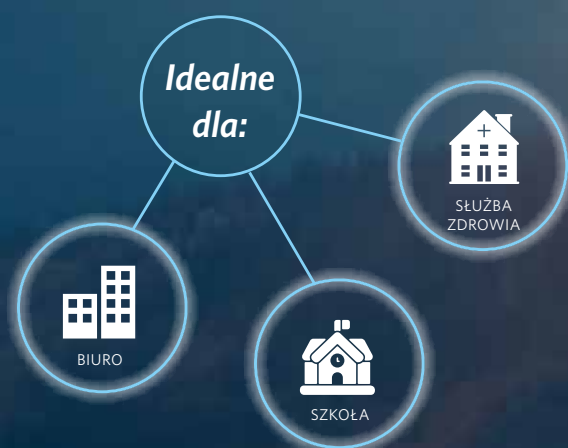 Idealne
dla:
SŁUŻBA
ZDROWIA
BIURO
SZKOŁA